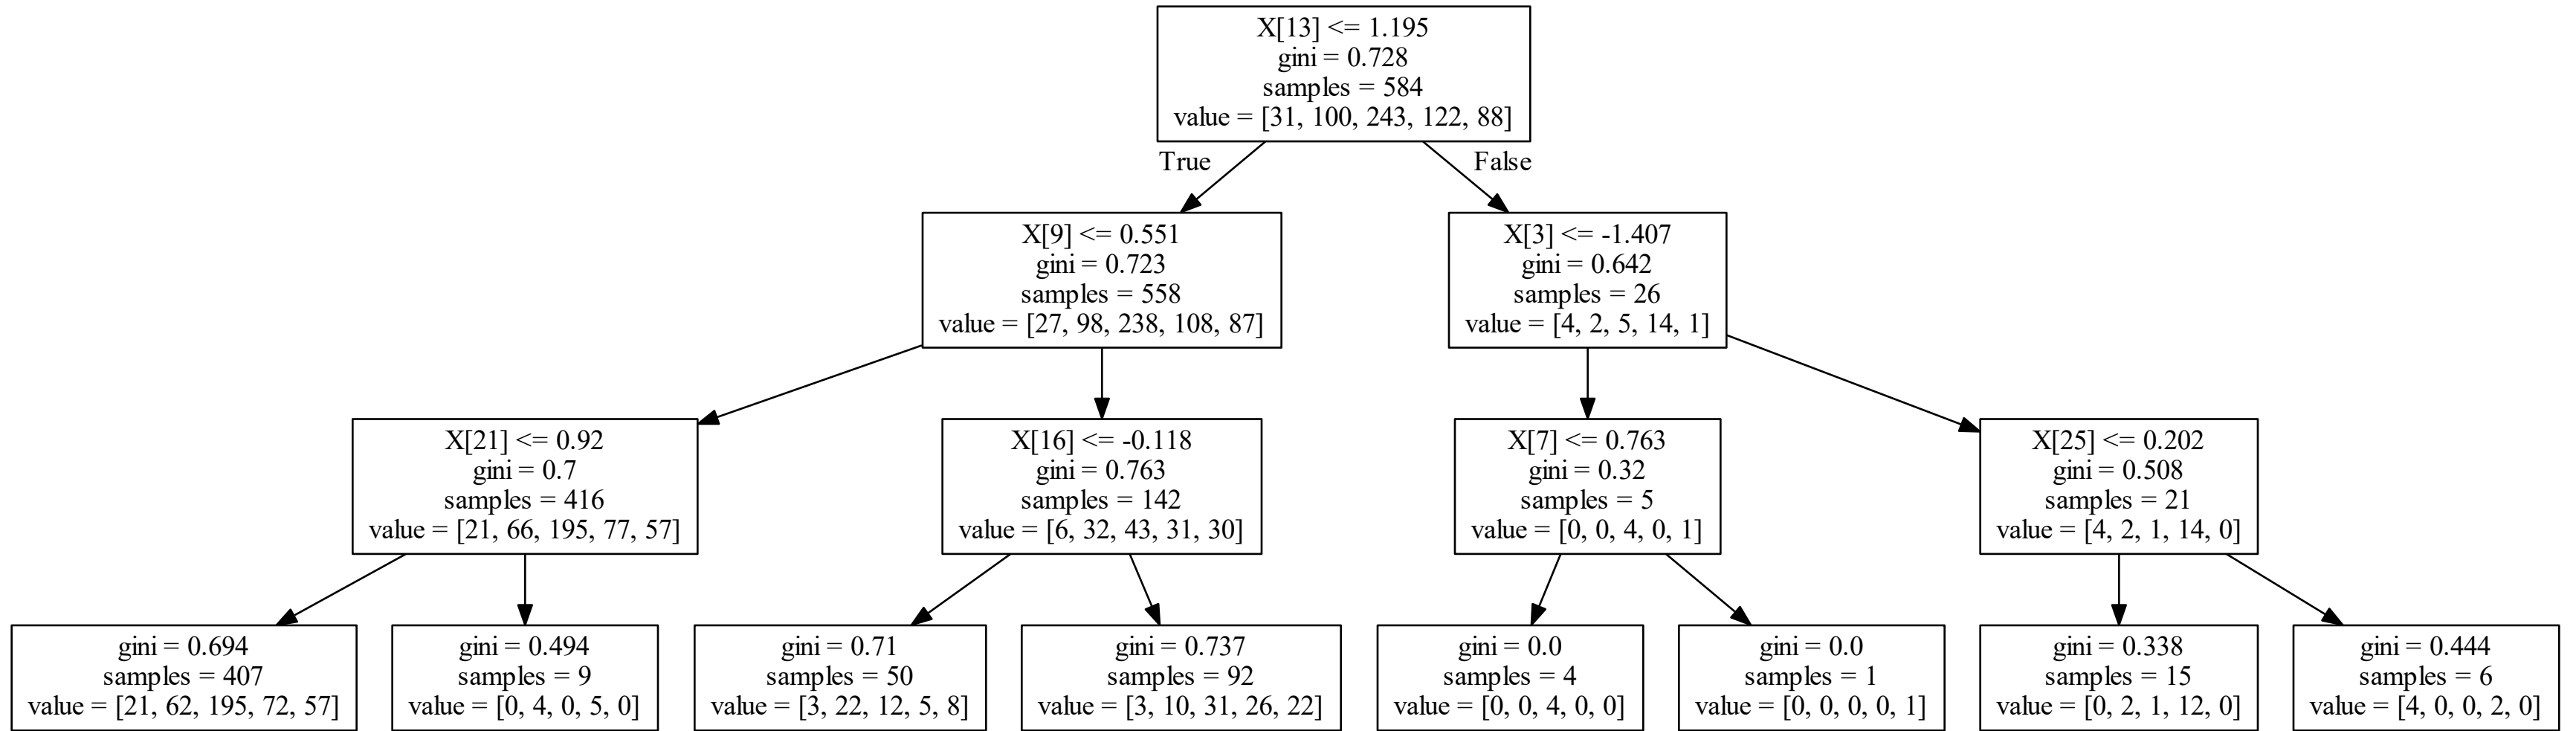 X[13] <= 1.195
gini = 0.728
samples = 584
value = [31, 100, 243, 122, 88]
True
False
X[9] <= 0.551
gini = 0.723
samples = 558
value = [27, 98, 238, 108, 87]
X[3] <= -1.407
gini = 0.642
samples = 26
value = [4, 2, 5, 14, 1]
X[21] <= 0.92
gini = 0.7
samples = 416
value = [21, 66, 195, 77, 57]
X[16] <= -0.118
gini = 0.763
samples = 142
value = [6, 32, 43, 31, 30]
X[7] <= 0.763
gini = 0.32
samples = 5
value = [0, 0, 4, 0, 1]
X[25] <= 0.202
gini = 0.508
samples = 21
value = [4, 2, 1, 14, 0]
gini = 0.694
samples = 407
value = [21, 62, 195, 72, 57]
gini = 0.494
samples = 9
value = [0, 4, 0, 5, 0]
gini = 0.71
samples = 50
value = [3, 22, 12, 5, 8]
gini = 0.737
samples = 92
value = [3, 10, 31, 26, 22]
gini = 0.0
samples = 4
value = [0, 0, 4, 0, 0]
gini = 0.0
samples = 1
value = [0, 0, 0, 0, 1]
gini = 0.338
samples = 15
value = [0, 2, 1, 12, 0]
gini = 0.444
samples = 6
value = [4, 0, 0, 2, 0]